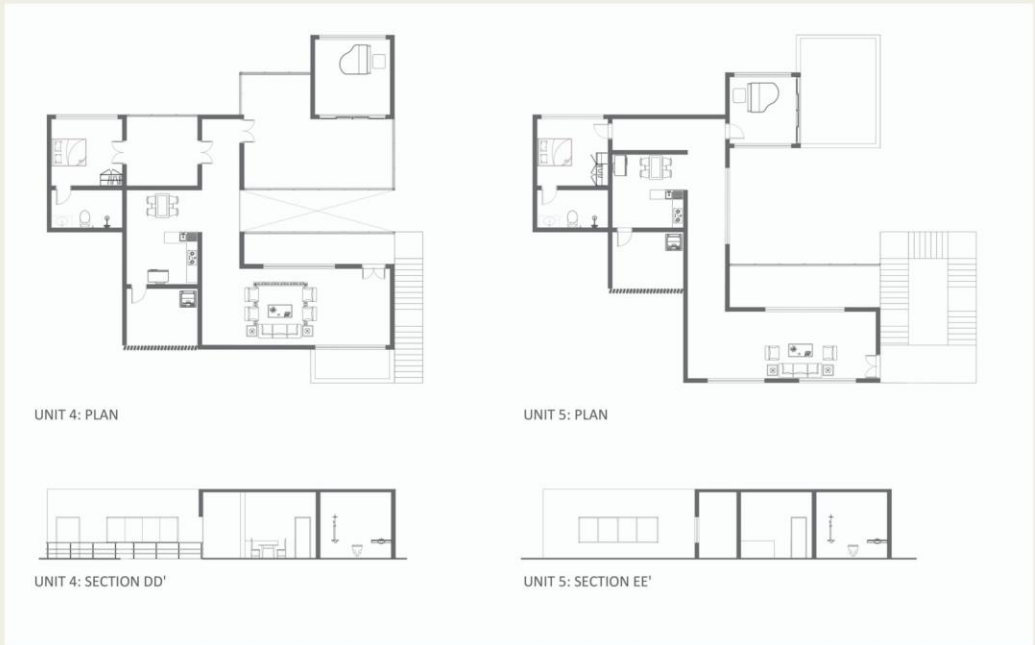 UNIT 4: PLAN
UNIT 5: PLAN
UNIT 4: SECTION DD'
UNIT 5: SECTION EE'